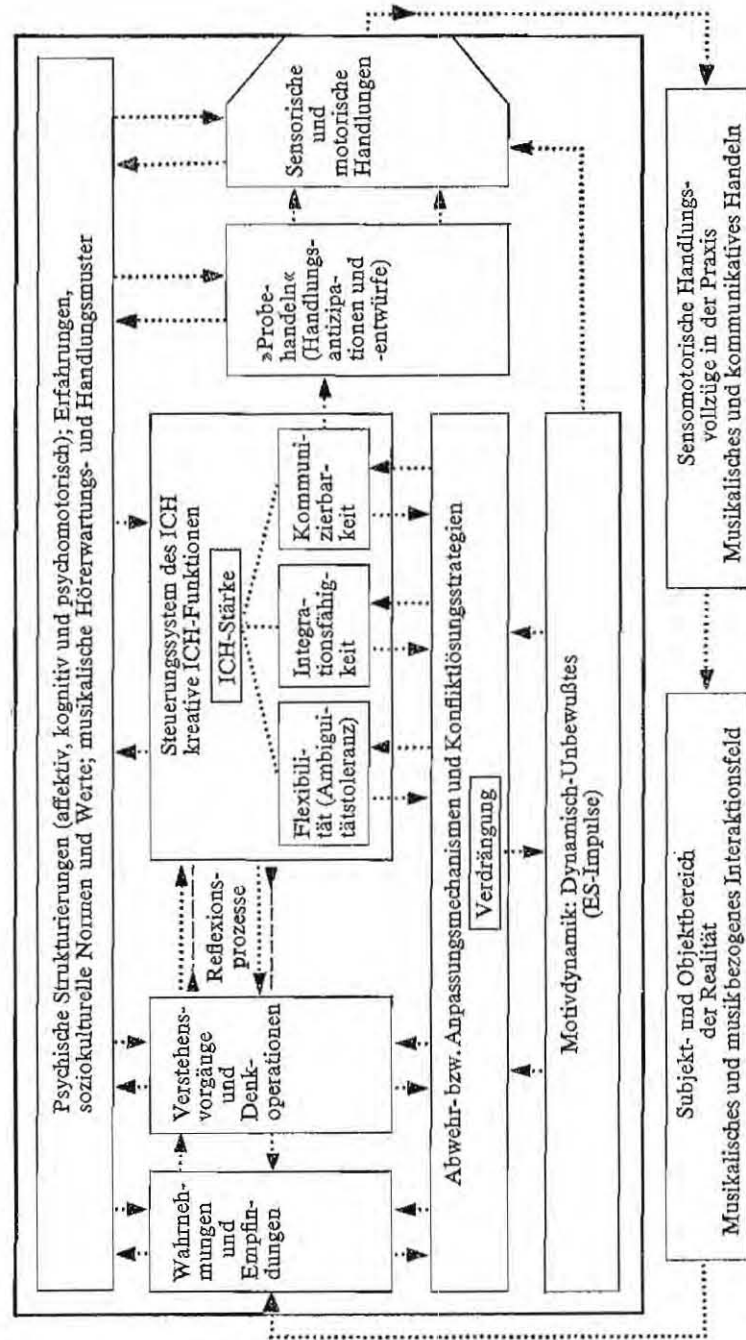 Psychische Strukturierungen (affektiv, kognitiv und psychomotorisch); Erfahrungen,
soziokulturelle Normen und Werte; musikalische Hörerwartungs- und Handlungsmuster
Wahrneh-
mungen
und
Empfin-
dungen
Verstehens-
vorgänge
und
Denk-
operationen
Reflexions-
prozesse
Steuerungssystem des ICH
kreative ICH-Funktionen
ICH-Stärke
Flexibili-
tät (Ambigui-
tätstoleranz)
Integra-
tionsfähig-
keit
Kommuni-
zierbar-
keit
»Probe-
handeln«
(Handlungs-
antizipa-
tionen und
-entwürfe)
Sensorische
und
motorische
Handlungen
Abwehr- bzw. Anpassungsmechanismen und Konfliktlösungsstrategien
Verdrängung
Motivdynamik: Dynamisch-Unbewußtes
(ES-Impulse)
Subjekt- und Objektbereich
der Realität
Musikalisches und musikbezogenes Interaktionsfeld
Sensomotorische Handlungs-
vollzüge in der Praxis
Musikalisches und kommunikatives Handeln